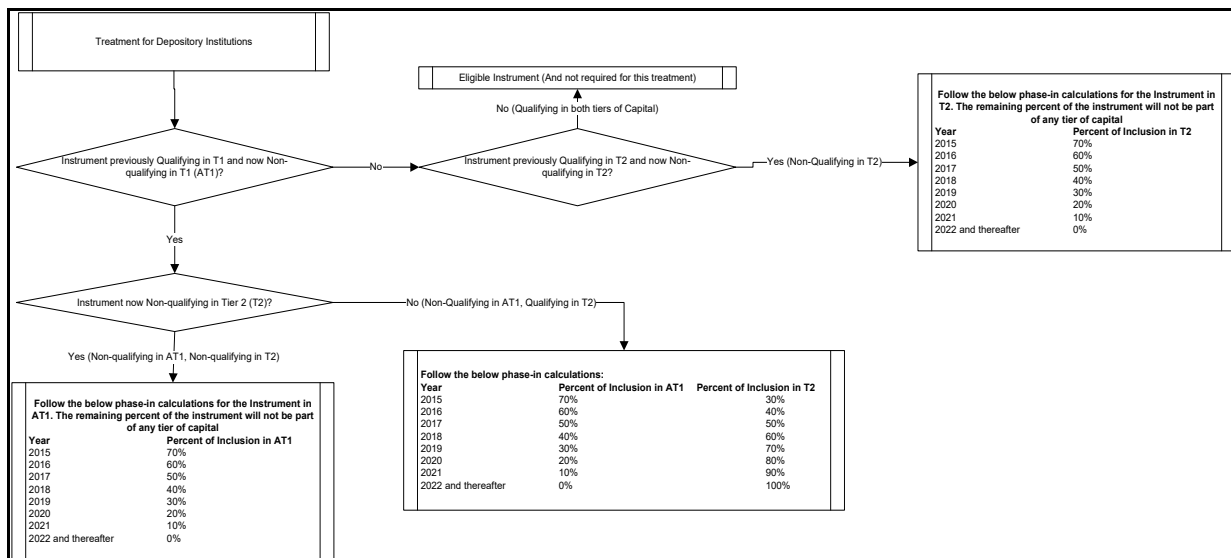 Treatment for Depository Institutions
Eligible Instrument (And not required for this treatment)
No (Qualifying in both tiers of Capital)
Instrument previously Qualifying in T1 and now Non-
qualifying in T1 (AT1)?
No
Instrument previously Qualifying in T2 and now Non-
qualifying in T2?
Yes (Non-Qualifying in T2)
Follow the below phase-in calculations for the Instrument in
T2. The remaining percent of the instrument will not be part
of any tier of capital
Year Percent of Inclusion in T2
2015 70%
2016 60%
2017 50%
2018 40%
2019 30%
2020 20%
2021 10%
2022 and thereafter 0%
Yes
Instrument now Non-qualifying in Tier 2 (T2)?
No (Non-Qualifying in AT1, Qualifying in T2)
Yes (Non-qualifying in AT1, Non-qualifying in T2)
Follow the below phase-in calculations for the Instrument in
AT1. The remaining percent of the instrument will not be part
of any tier of capital
Year Percent of Inclusion in AT1
2015 70%
2016 60%
2017 50%
2018 40%
2019 30%
2020 20%
2021 10%
2022 and thereafter 0%
Follow the below phase-in calculations:
Year Percent of Inclusion in AT1 Percent of Inclusion in T2
2015 70% 30%
2016 60% 40%
2017 50% 50%
2018 40% 60%
2019 30% 70%
2020 20% 80%
2021 10% 90%
2022 and thereafter 0% 100%